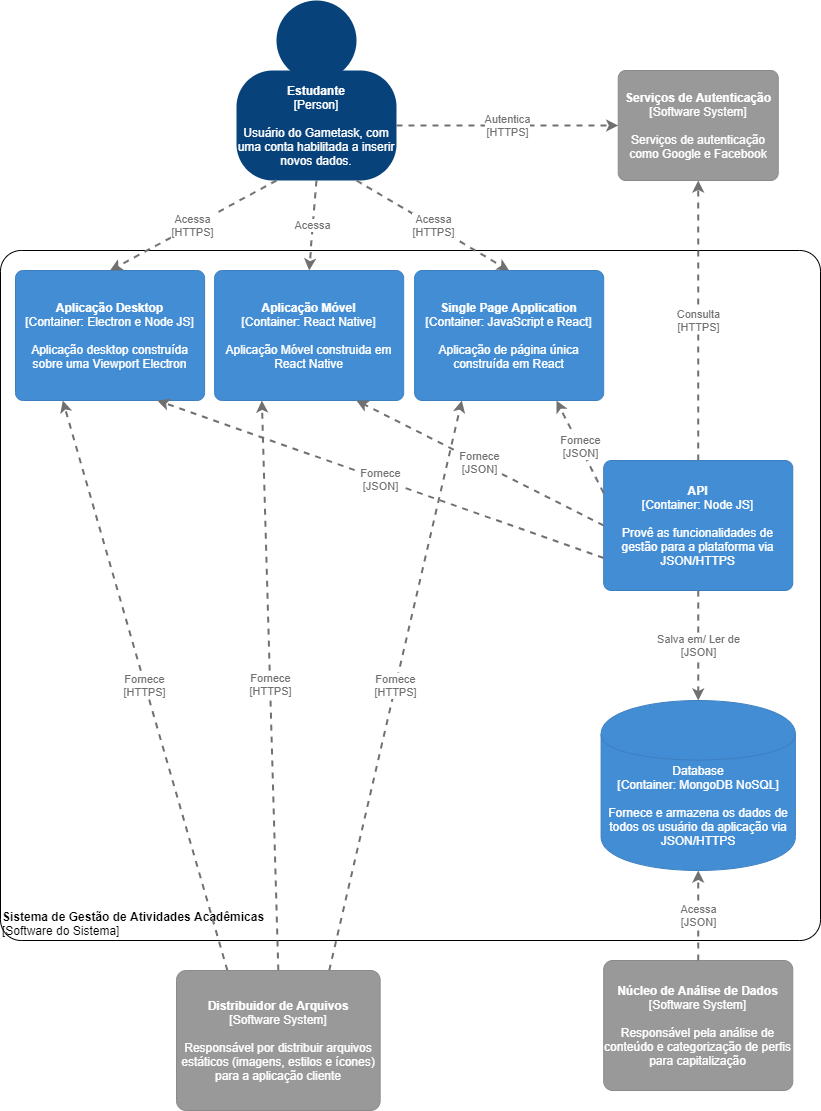 Estudante
[Person]
Usuário do Gametask, com
uma conta habilitada a inserir
novos dados.
Autentica
[HTTPS]
Serviços de Autenticação
[Software System]
Serviços de autenticação
como Google e Facebook
Acessa
[HTTPS]
Acessa
Acessa
[HTTPS]
Consulta
[HTTPS]
Aplicação Desktop
[Container: Electron e Node JS]
Aplicação desktop construída
sobre uma Viewport Electron
Aplicação Móvel
[Container: React Native]
Aplicação Móvel construida em
React Native
Single Page Application
[Container: JavaScript e React]
Aplicação de página única
construída em React
Fornece
[JSON]
Fornece
[JSON]
Fornece
[JSON]
API
[Container: Node JS]
Provê as funcionalidades de
gestão para a plataforma via
JSON/HTTPS
Salva em/ Ler de
[JSON]
Fornece
[HTTPS]
Fornece
[HTTPS]
Fornece
[HTTPS]
Database
[Container: MongoDB NoSQL]
Fornece e armazena os dados de
todos os usuário da aplicação via
JSON/HTTPS
Acessa
[JSON]
Sistema de Gestão de Atividades Acadêmicas
[Software do Sistema]
Distribuidor de Arquivos
[Software System]
Responsável por distribuir arquivos
estáticos (imagens, estilos e ícones)
para a aplicação cliente
Núcleo de Análise de Dados
[Software System]
Responsável pela análise de
conteúdo e categorização de perfis
para capitalização